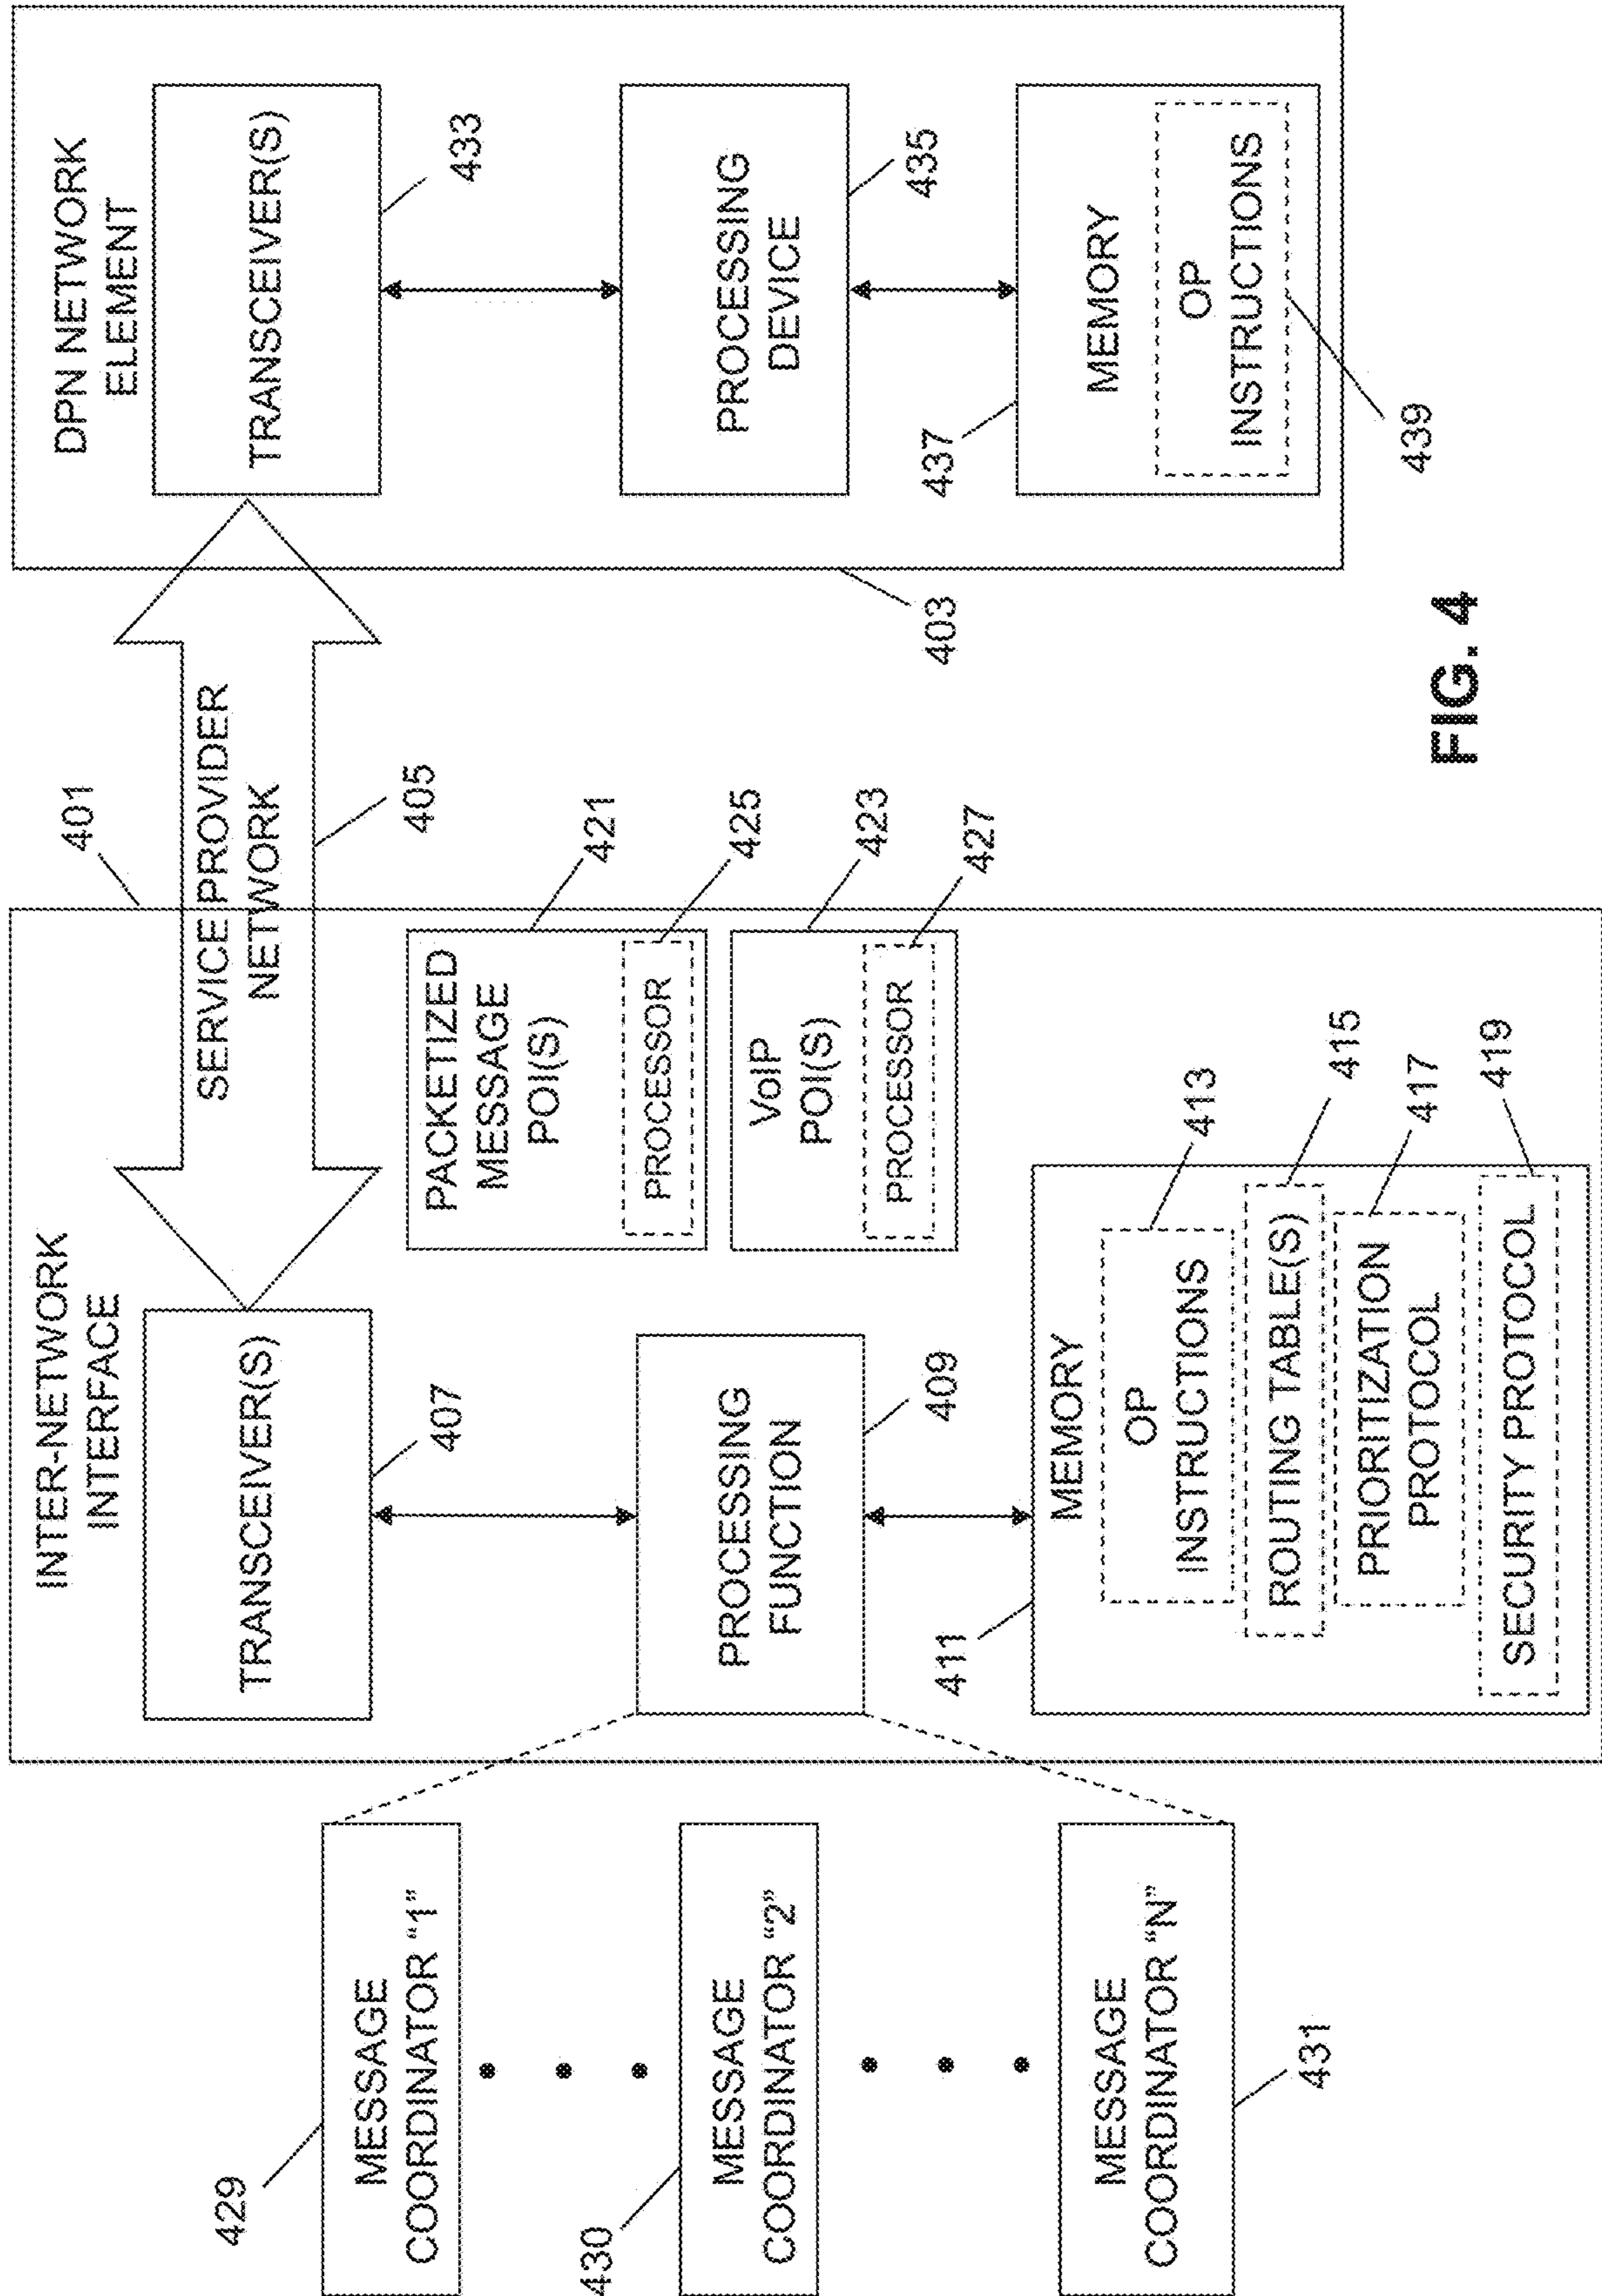 429
MESSAGE
COORDINATOR "1"
430
MESSAGE
COORDINATOR "2"
MESSAGE
COORDINATOR "N"
431
INTER-NETWORK
INTERFACE
401
TRANSCEIVER(S)
407
PROCESSING
FUNCTION
409
411
MEMORY
OP
INSTRUCTIONS
413
ROUTING TABLE(S)
415
PRIORITIZATION
PROTOCOL
417
SECURITY PROTOCOL
419
PACKETIZED
MESSAGE
POI(S)
421
PROCESSOR
425
VoIP
POI(S)
423
PROCESSOR
427
SERVICE PROVIDER
NETWORK
405
DPN NETWORK
ELEMENT
403
TRANSCEIVER(S)
433
PROCESSING
DEVICE
435
437
MEMORY
OP
INSTRUCTIONS
439
FIG. 4